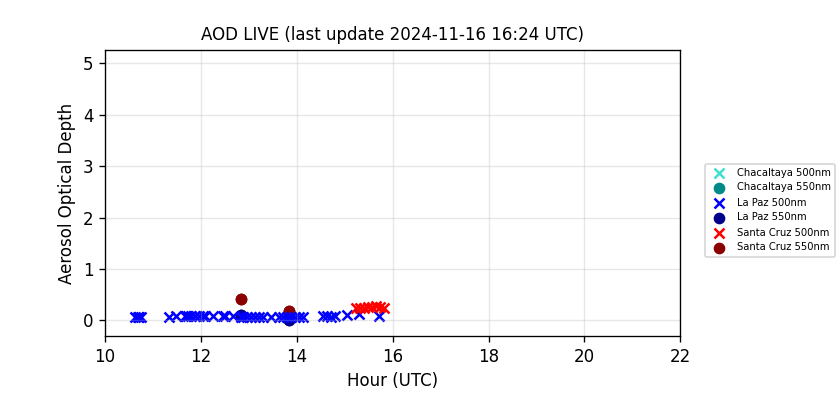 AOD LIVE (last update 2024-11-16 16:24 UTC)
5
4
3
2
1
0
Aerosol Optical Depth
10 12 14 16 18 20 22
Hour (UTC)
Chacaltaya 500nm
Chacaltaya 550nm
La Paz 500nm
La Paz 550nm
Santa Cruz 500nm
Santa Cruz 550nm